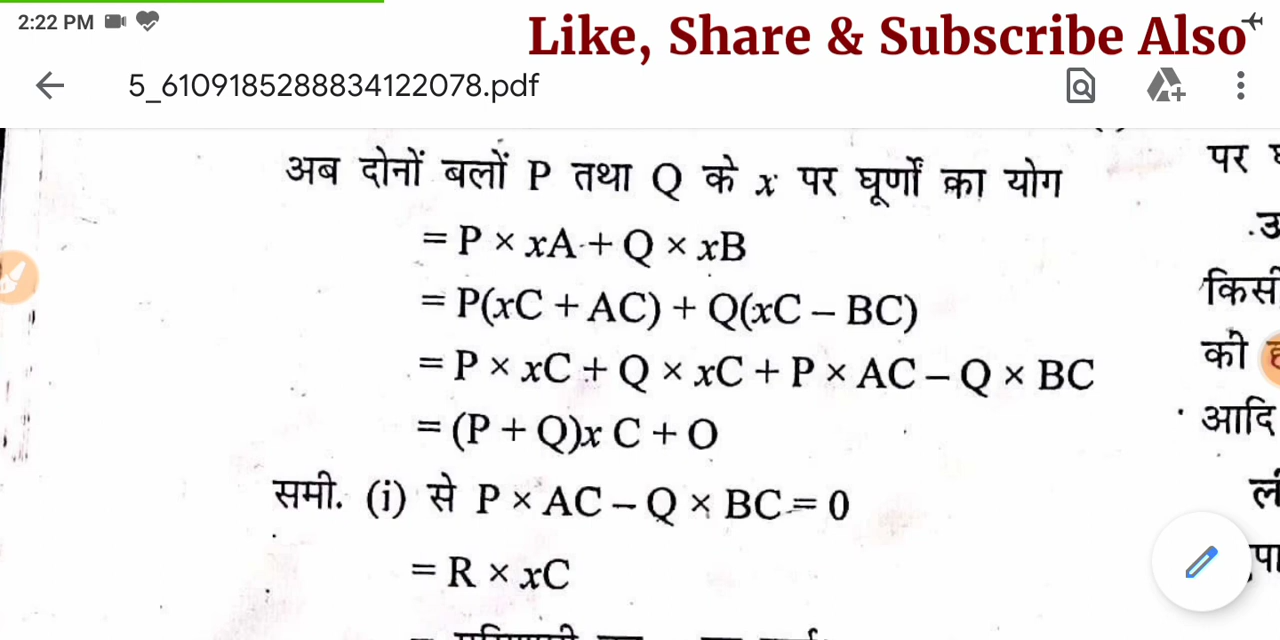 2:22 PM
Like, Share & Subscribe Also
5_6109185288834122078.pdf
अब दोनों बलों P तथा Q के x पर घूर्णों का योग
= P × xA + Q × xB
= P(xC + AC) + Q(xC – BC)
= P × xC + Q × xC + P × AC – Q × BC
= (P + Q)x C + O
समी. (i) से P × AC – Q × BC = 0
= R × xC
पर
किसी
को
आदि